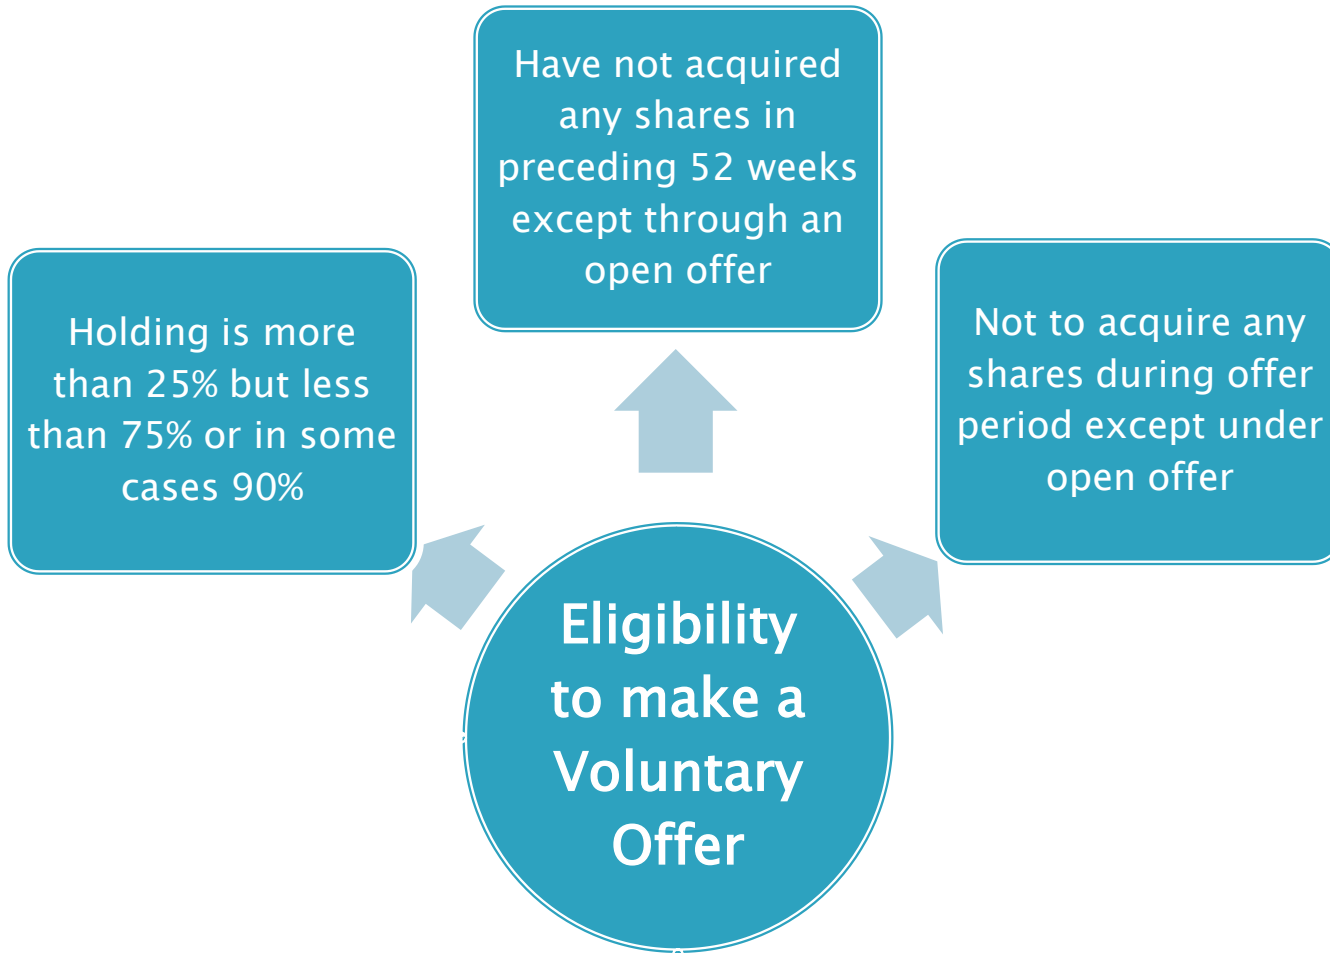 Have not acquired
any shares in
preceding 52 weeks
except through an
open offer
Holding is more
than 25% but less
than 75% or in some
cases 90%
Not to acquire any
shares during offer
period except under
open offer
Eligibility
to make a
Voluntary
Offer